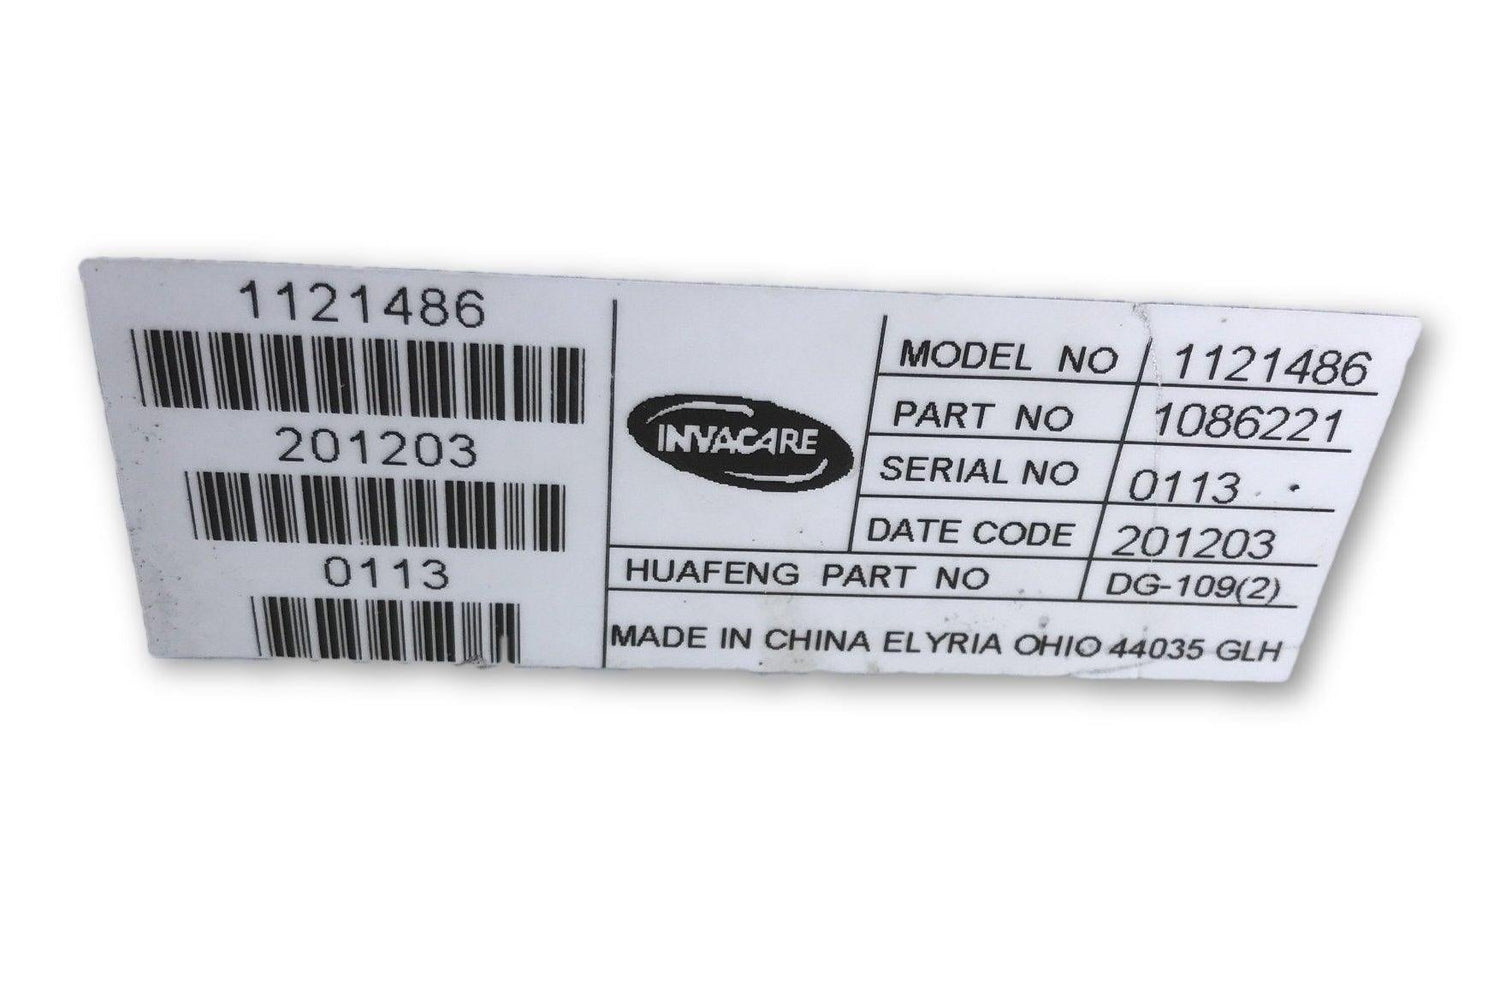 1121486
201203
0113
INVACARE
MODEL NO 1121486
PART NO 1086221
SERIAL NO 0113
DATE CODE 201203
HUAFENG PART NO DG-109(2)
MADE IN CHINA ELYRIA OHIO 44035 GLH